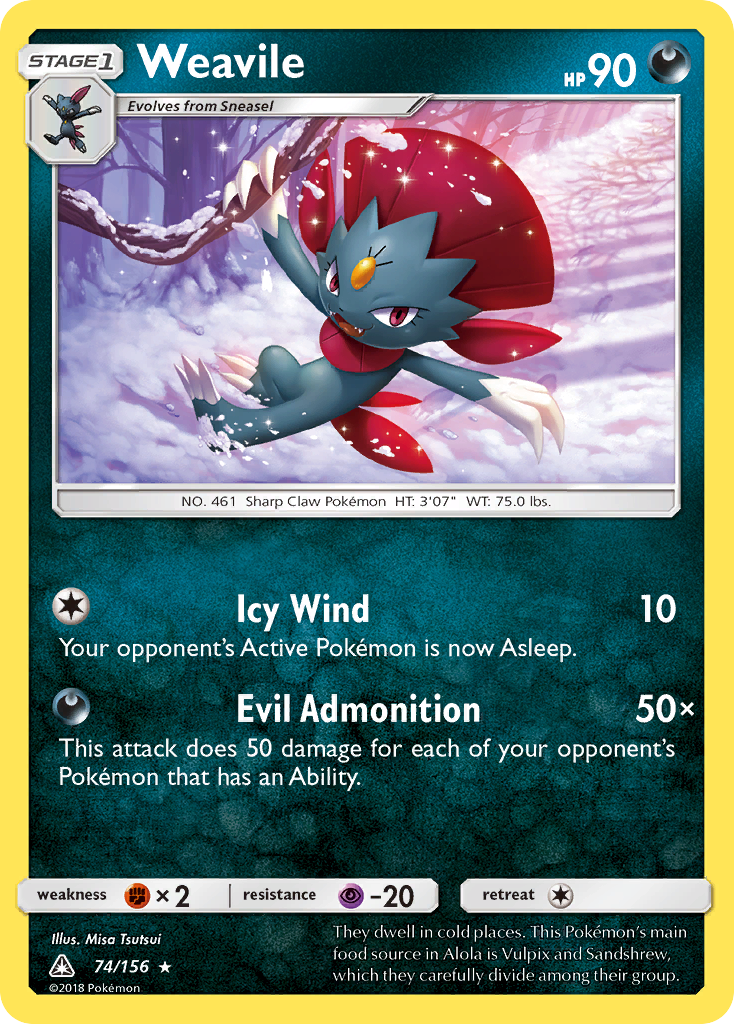 STAGE1 Weavile HP 90
Evolves from Sneasel
NO. 461 Sharp Claw Pokémon HT: 3'07" WT: 75.0 lbs.
Icy Wind 10
Your opponent's Active Pokémon is now Asleep.
Evil Admonition 50×
This attack does 50 damage for each of your opponent's
Pokémon that has an Ability.
weakness ×2 resistance -20 retreat
Illus. Misa Tsutsui
74/156 ★
©2018 Pokémon
They dwell in cold places. This Pokémon's main
food source in Alola is Vulpix and Sandshrew,
which they carefully divide among their group.